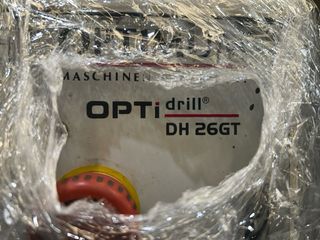 MASCHINEN
OPTi drill®
DH 26GT